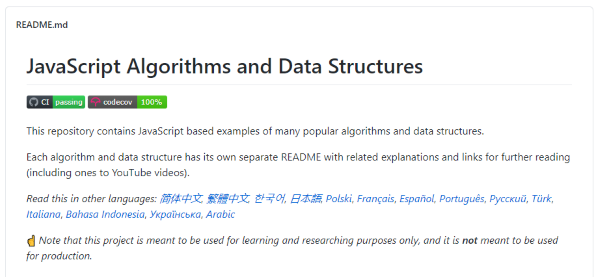 README.md
JavaScript Algorithms and Data Structures
CI passing codecov 100%
This repository contains JavaScript based examples of many popular algorithms and data structures.
Each algorithm and data structure has its own separate README with related explanations and links for further reading
(including ones to YouTube videos).
Read this in other languages: 简体中文, 繁體中文, 한국어, 日本語, Polski, Français, Español, Português, Русский, Türk,
Italiana, Bahasa Indonesia, Українська, Arabic
☝ Note that this project is meant to be used for learning and researching purposes only, and it is not meant to be used
for production.